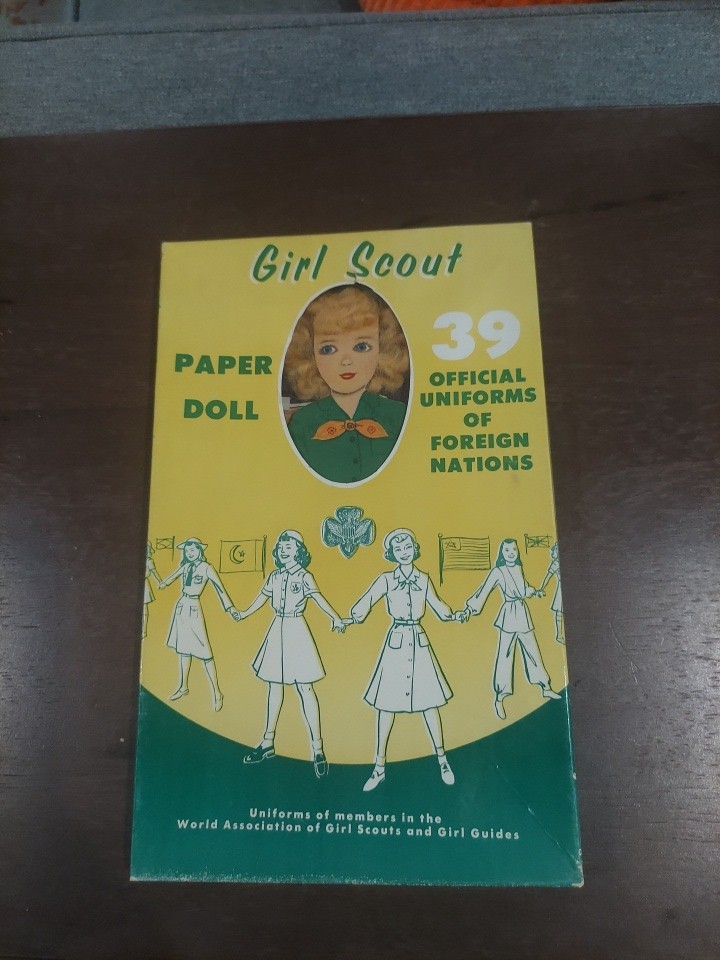 Girl Scout
PAPER
DOLL
39
OFFICIAL
UNIFORMS
OF
FOREIGN
NATIONS
Uniforms of members in the
World Association of Girl Scouts and Girl Guides